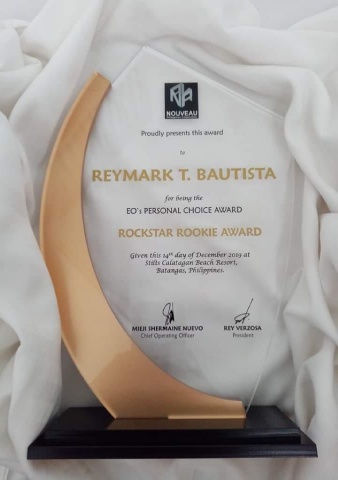 NOUVEAU
Proudly presents this award
to
REYMARK T. BAUTISTA
for being the
EO's PERSONAL CHOICE AWARD
ROCKSTAR ROOKIE AWARD
Given this 14th day of December 2019 at
Stilts Calatagan Beach Resort,
Batangas, Philippines.
MIEJI JHERMAINE NUEVO
Chief Operating Officer
REY VERZOSA
President